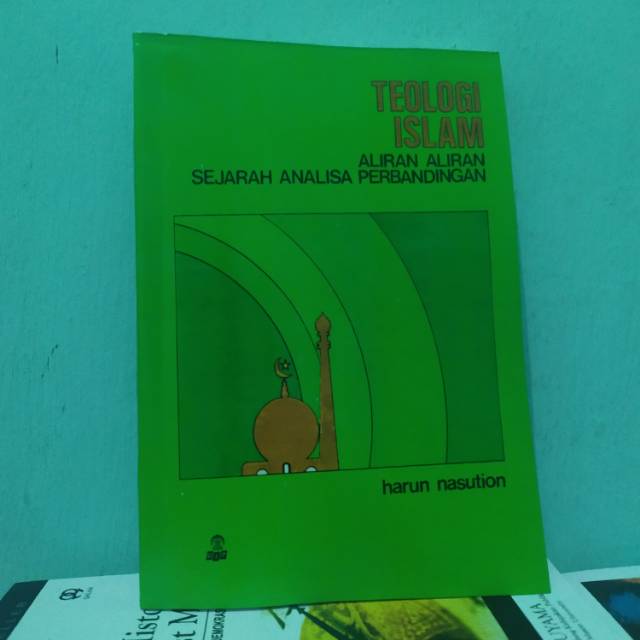 TEOLOGI
ISLAM
ALIRAN ALIRAN
SEJARAH ANALISA PERBANDINGAN
harun nasution